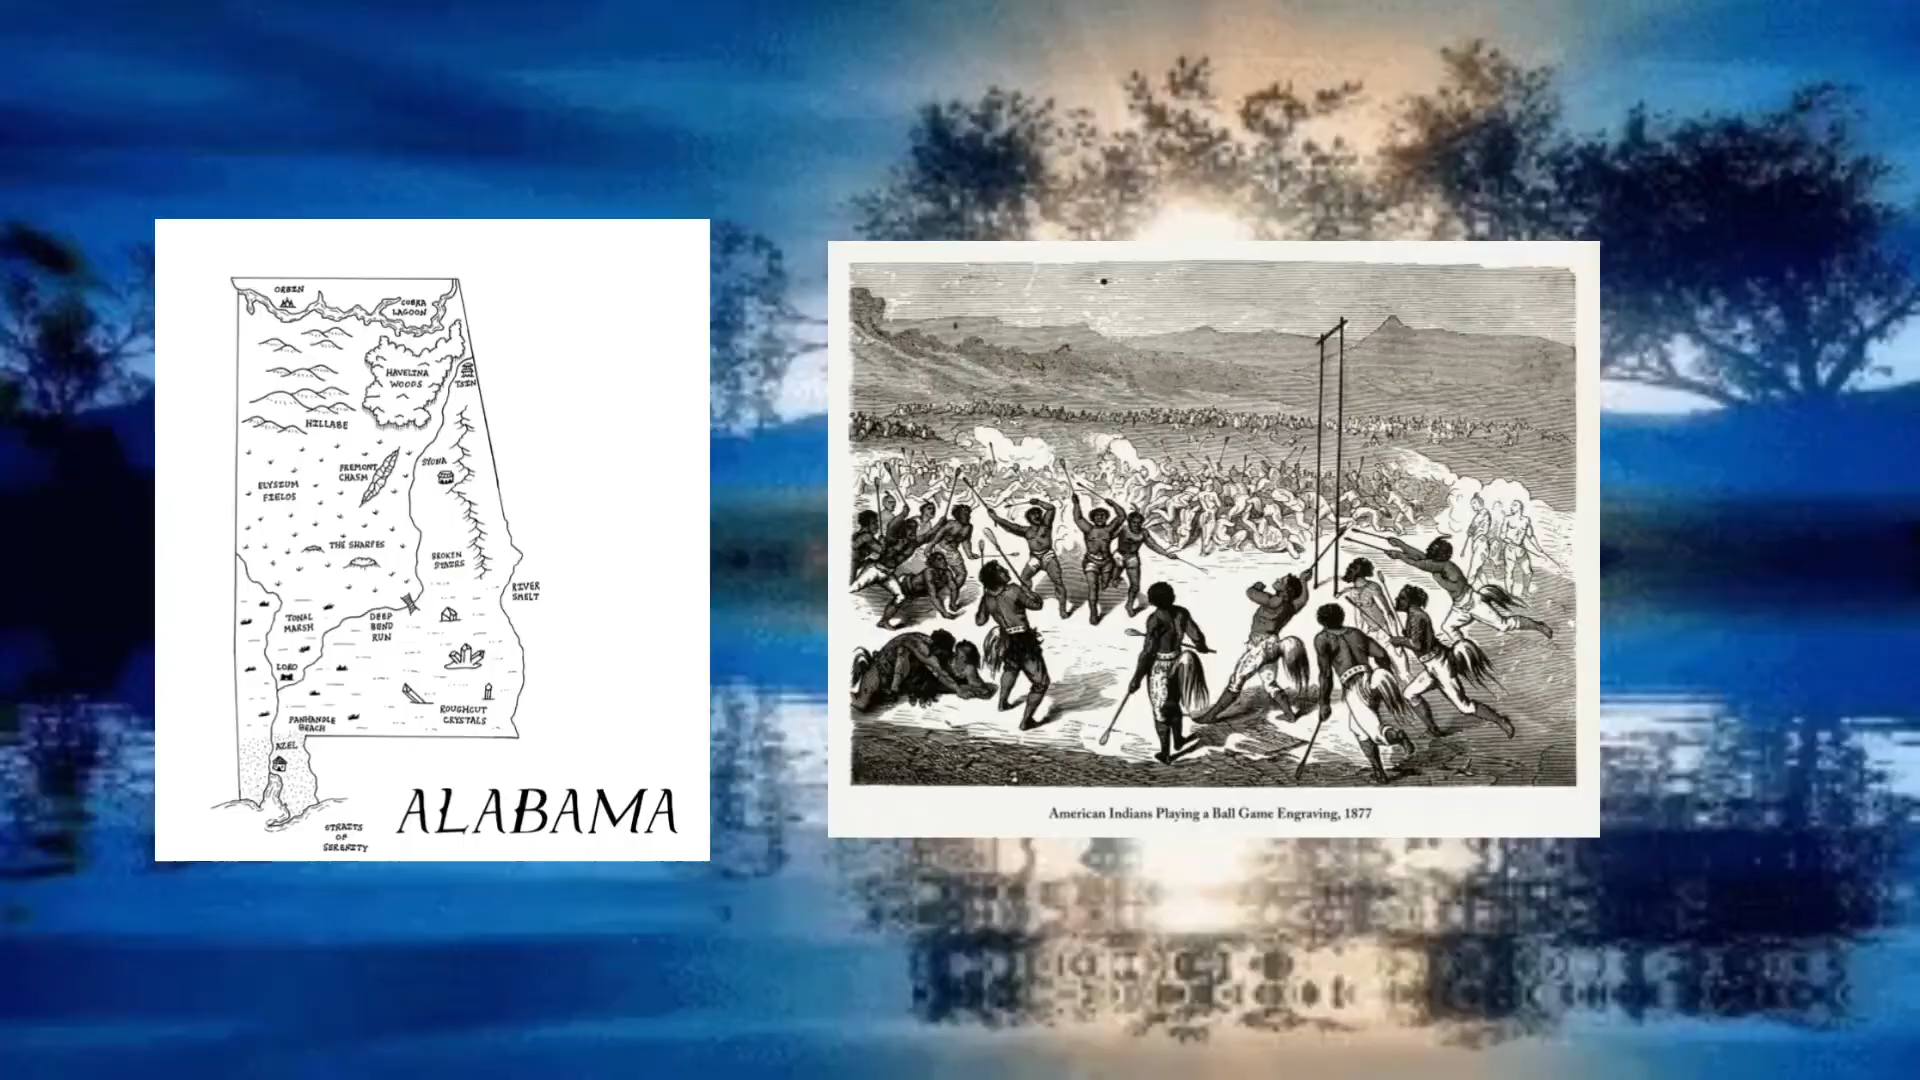 ORBIN
COBRA
LAGOON
HAVELINA
WOODS
TSIN
HILLABE
FREMONT
CHASM
SYONA
ELYSIUM
FIELDS
THE SHARPES
BROKEN
STAIRS
RIVER
SMELT
TONAL
MARSH
DEEP
BEND
RUN
LORD
ROUGHCUT
CRYSTALS
PANHANDLE
BEACH
AZEL
ALABAMA
STRAITS
OF
SERENITY
American Indians Playing a Ball Game Engraving, 1877